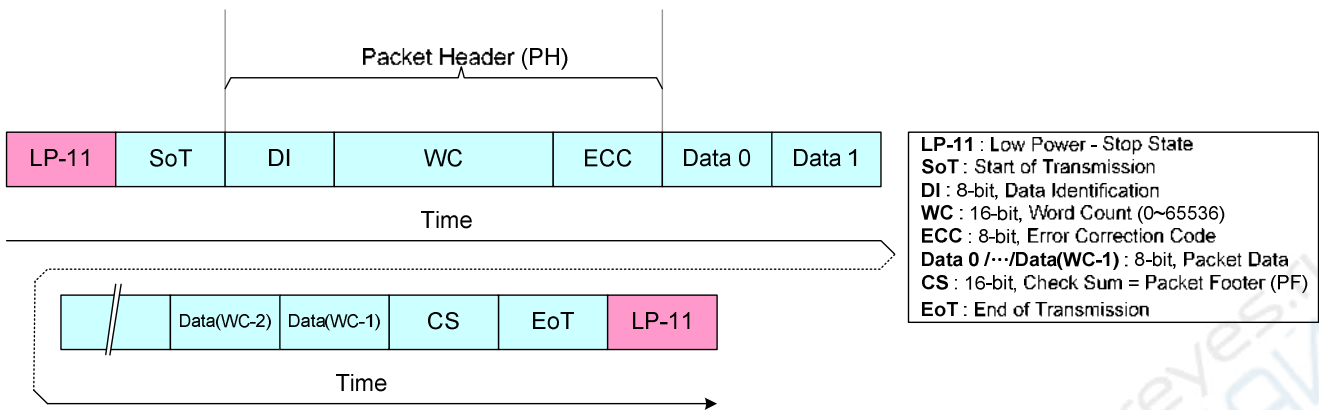 Packet Header (PH)
LP-11 SoT DI WC ECC Data 0 Data 1
Time
Data(WC-2) Data(WC-1) CS EoT LP-11
Time
LP-11 : Low Power - Stop State
SoT : Start of Transmission
DI : 8-bit, Data Identification
WC : 16-bit, Word Count (0~65536)
ECC : 8-bit, Error Correction Code
Data 0 /···/Data(WC-1) : 8-bit, Packet Data
CS : 16-bit, Check Sum = Packet Footer (PF)
EoT : End of Transmission